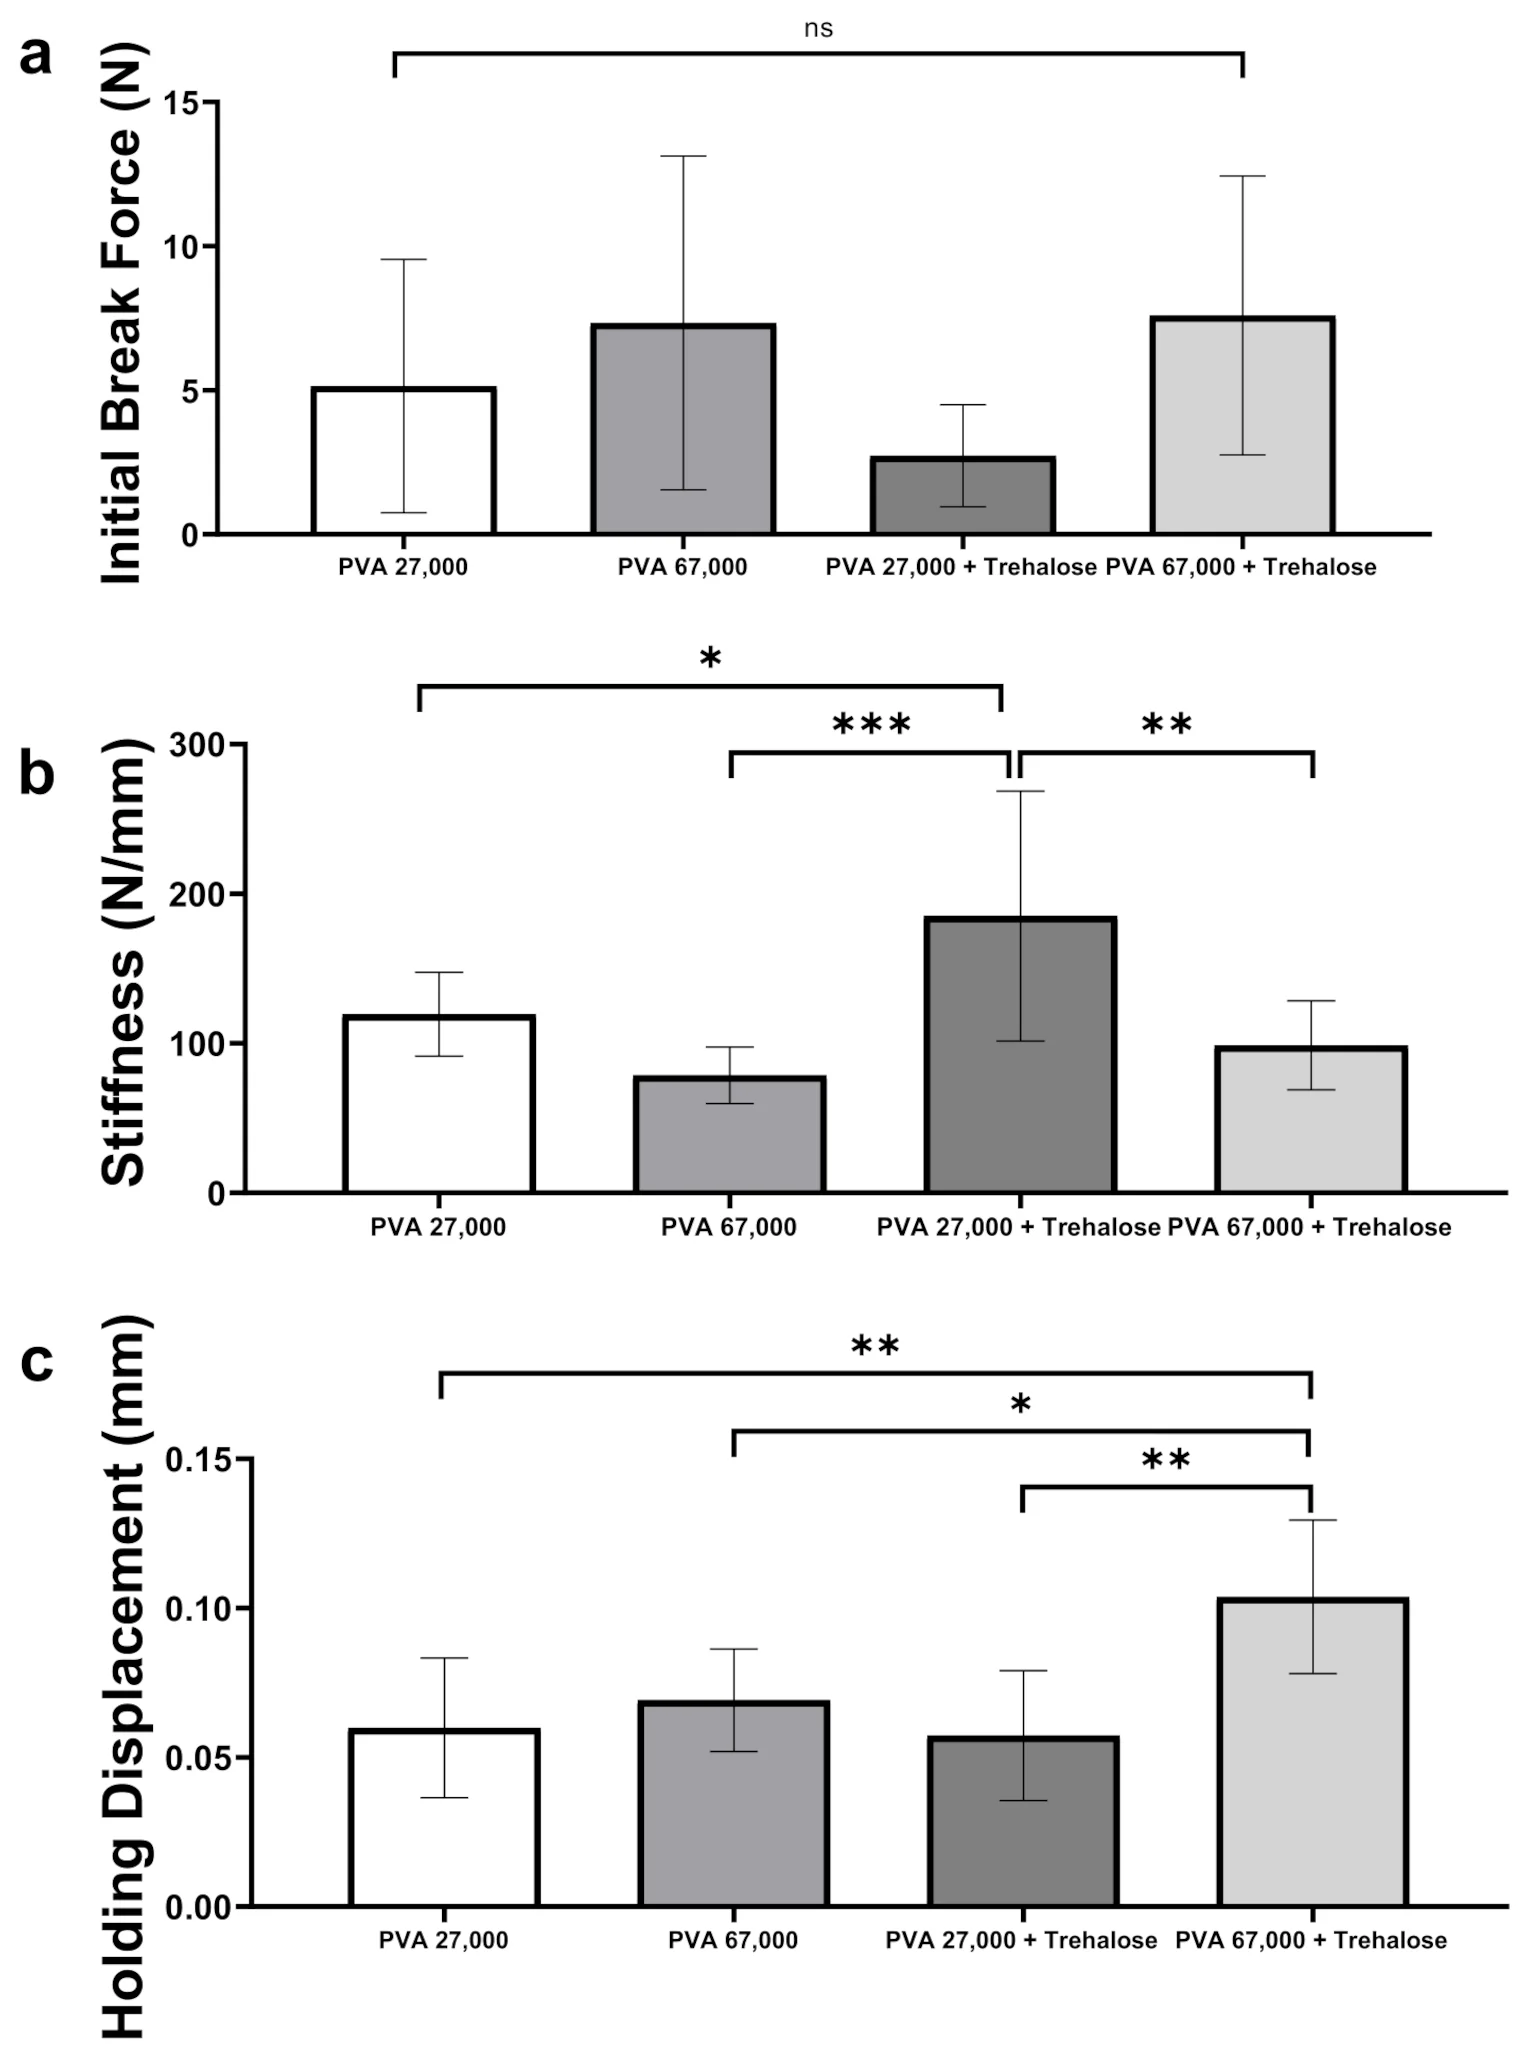 a
ns
Initial Break Force (N)
15
10
5
0
PVA 27,000
PVA 67,000
PVA 27,000 + Trehalose
PVA 67,000 + Trehalose
b
*
***
**
Stiffness (N/mm)
300
200
100
0
PVA 27,000
PVA 67,000
PVA 27,000 + Trehalose
PVA 67,000 + Trehalose
c
**
*
**
Holding Displacement (mm)
0.15
0.10
0.05
0.00
PVA 27,000
PVA 67,000
PVA 27,000 + Trehalose
PVA 67,000 + Trehalose